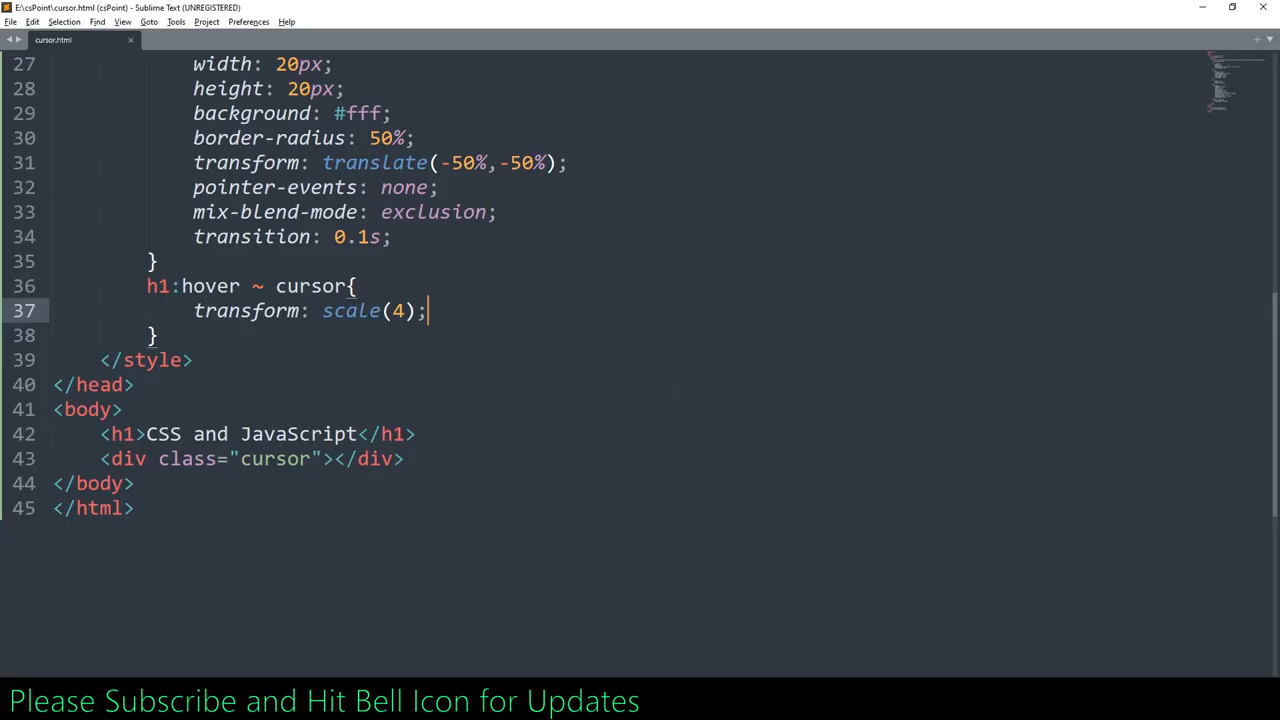 E:\csPoint\cursor.html (csPoint) - Sublime Text (UNREGISTERED)
File Edit Selection Find View Goto Tools Project Preferences Help
cursor.html
27 width: 20px;
28 height: 20px;
29 background: #fff;
30 border-radius: 50%;
31 transform: translate(-50%,-50%);
32 pointer-events: none;
33 mix-blend-mode: exclusion;
34 transition: 0.1s;
35 }
36 h1:hover ~ cursor{
37 transform: scale(4);
38 }
39 </style>
40 </head>
41 <body>
42 <h1>CSS and JavaScript</h1>
43 <div class="cursor"></div>
44 </body>
45 </html>
Please Subscribe and Hit Bell Icon for Updates